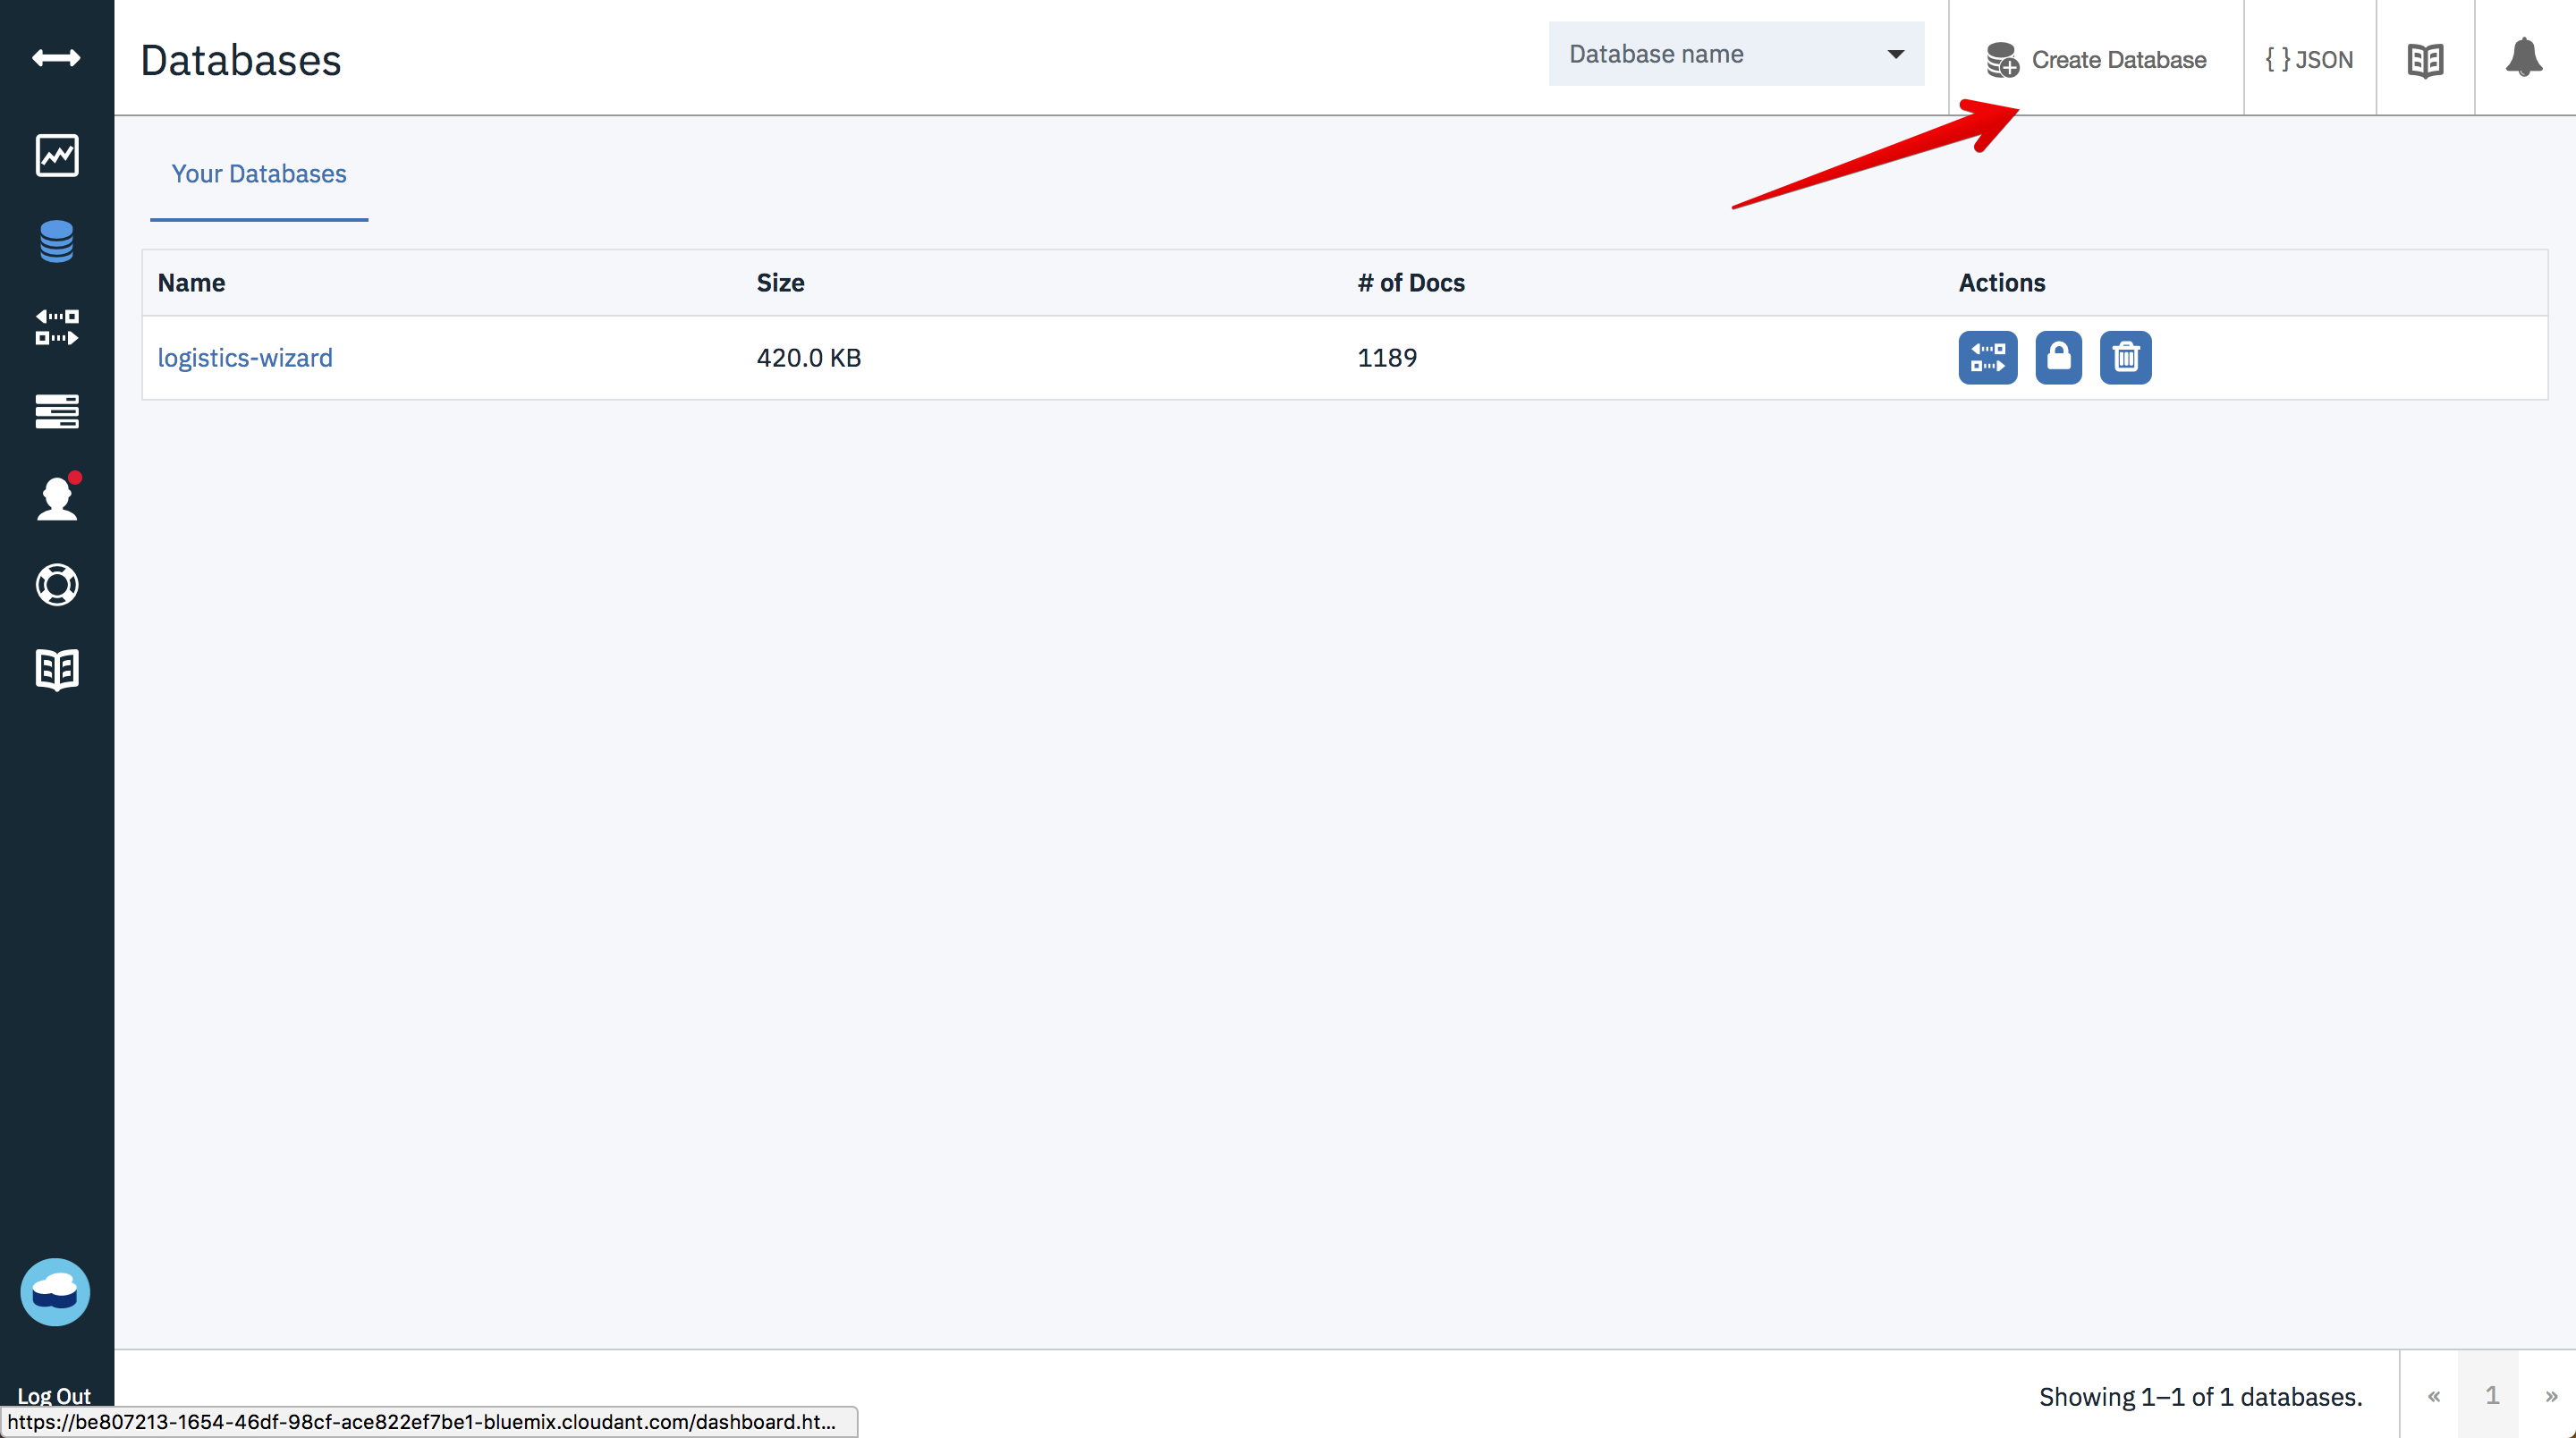 Databases
Database name
Create Database
{ } JSON
Your Databases
Name Size # of Docs Actions
logistics-wizard 420.0 KB 1189
Log Out
Showing 1–1 of 1 databases.
« 1 »
https://be807213-1654-46df-98cf-ace822ef7be1-bluemix.cloudant.com/dashboard.ht...